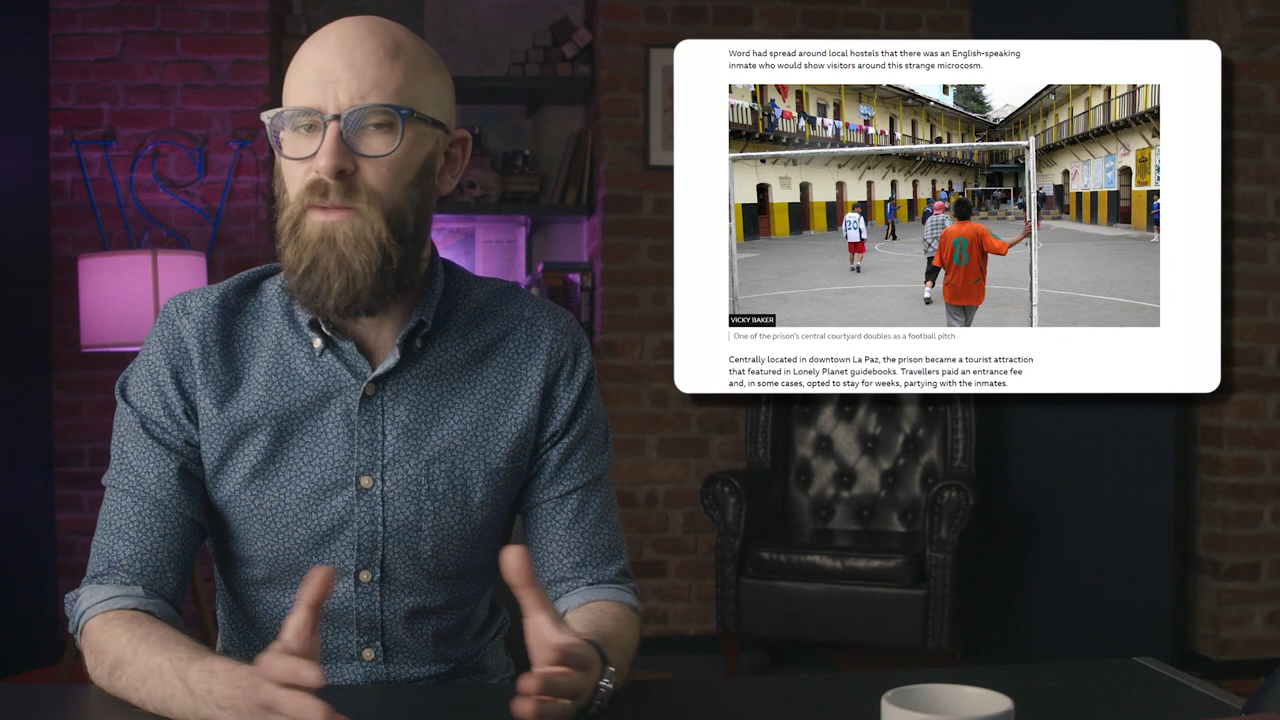 Word had spread around local hostels that there was an English-speaking
inmate who would show visitors around this strange microcosm.
20
8
VICKY BAKER
One of the prison's central courtyard doubles as a football pitch
Centrally located in downtown La Paz, the prison became a tourist attraction
that featured in Lonely Planet guidebooks. Travellers paid an entrance fee
and, in some cases, opted to stay for weeks, partying with the inmates.